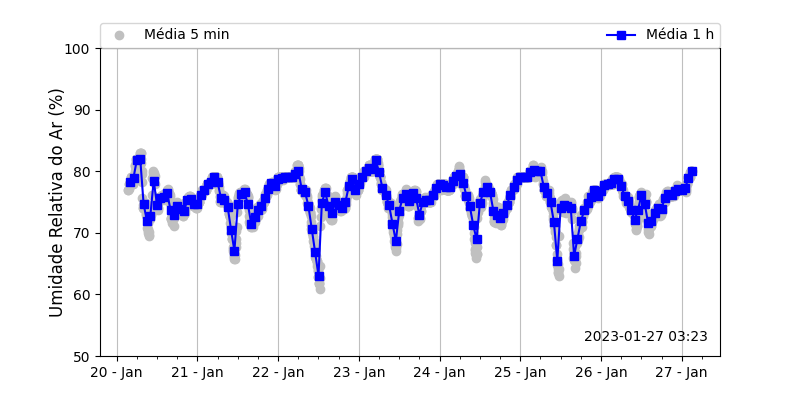 Média 5 min
Média 1 h
Umidade Relativa do Ar (%)
100
90
80
70
60
50
2023-01-27 03:23
20 - Jan
21 - Jan
22 - Jan
23 - Jan
24 - Jan
25 - Jan
26 - Jan
27 - Jan